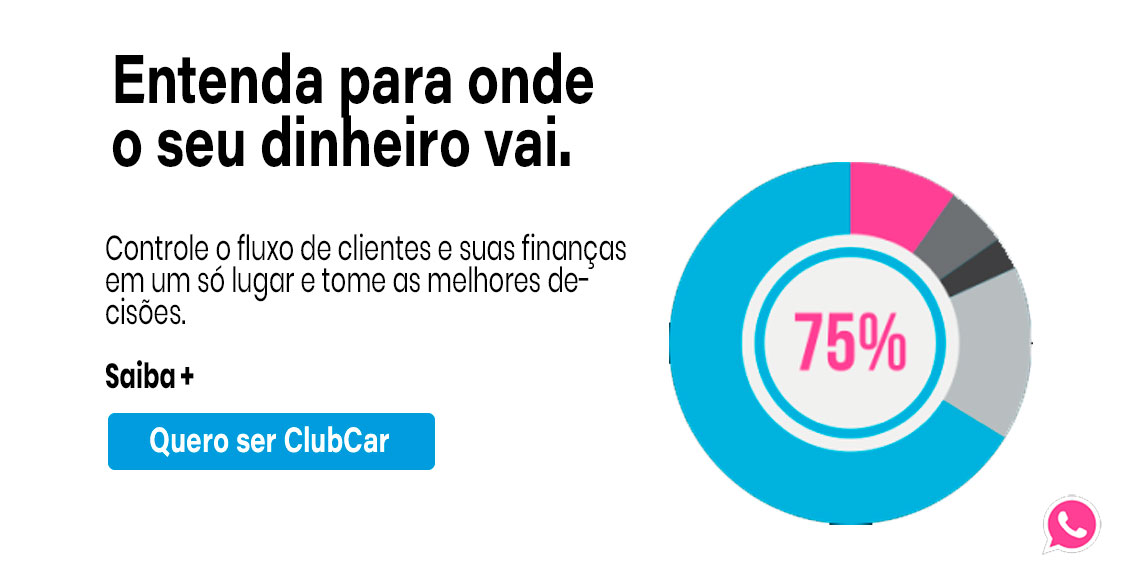 Entenda para onde
o seu dinheiro vai.
Controle o fluxo de clientes e suas finanças
em um só lugar e tome as melhores de-
cisões.
Saiba +
Quero ser ClubCar
75%